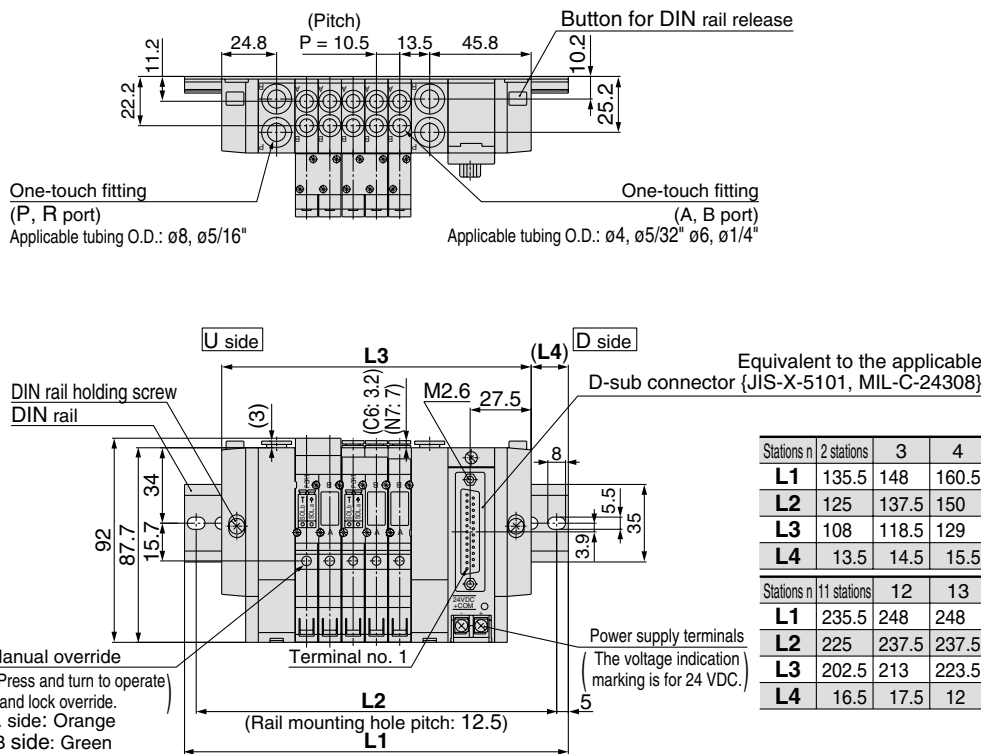 (Pitch)
P = 10.5
24.8
13.5
45.8
Button for DIN rail release
11.2
22.2
10.2
25.2
One-touch fitting
(P, R port)
Applicable tubing O.D.: ø8, ø5/16"
One-touch fitting
(A, B port)
Applicable tubing O.D.: ø4, ø5/32" ø6, ø1/4"
U side
D side
L3
(L4)
Equivalent to the applicable
D-sub connector {JIS-X-5101, MIL-C-24308}
DIN rail holding screw
DIN rail
(3)
(C6: 3.2)
(N7: 7)
M2.6
27.5
8
5.5
35
3.9
34
15.7
92
87.7
24VDC
+COM
- +
Manual override
Press and turn to operate
and lock override.
A side: Orange
B side: Green
Terminal no. 1
Power supply terminals
(The voltage indication
marking is for 24 VDC.)
L2
5
(Rail mounting hole pitch: 12.5)
L1
Stations n 2 stations 3 4
L1 135.5 148 160.5
L2 125 137.5 150
L3 108 118.5 129
L4 13.5 14.5 15.5
Stations n 11 stations 12 13
L1 235.5 248 248
L2 225 237.5 237.5
L3 202.5 213 223.5
L4 16.5 17.5 12